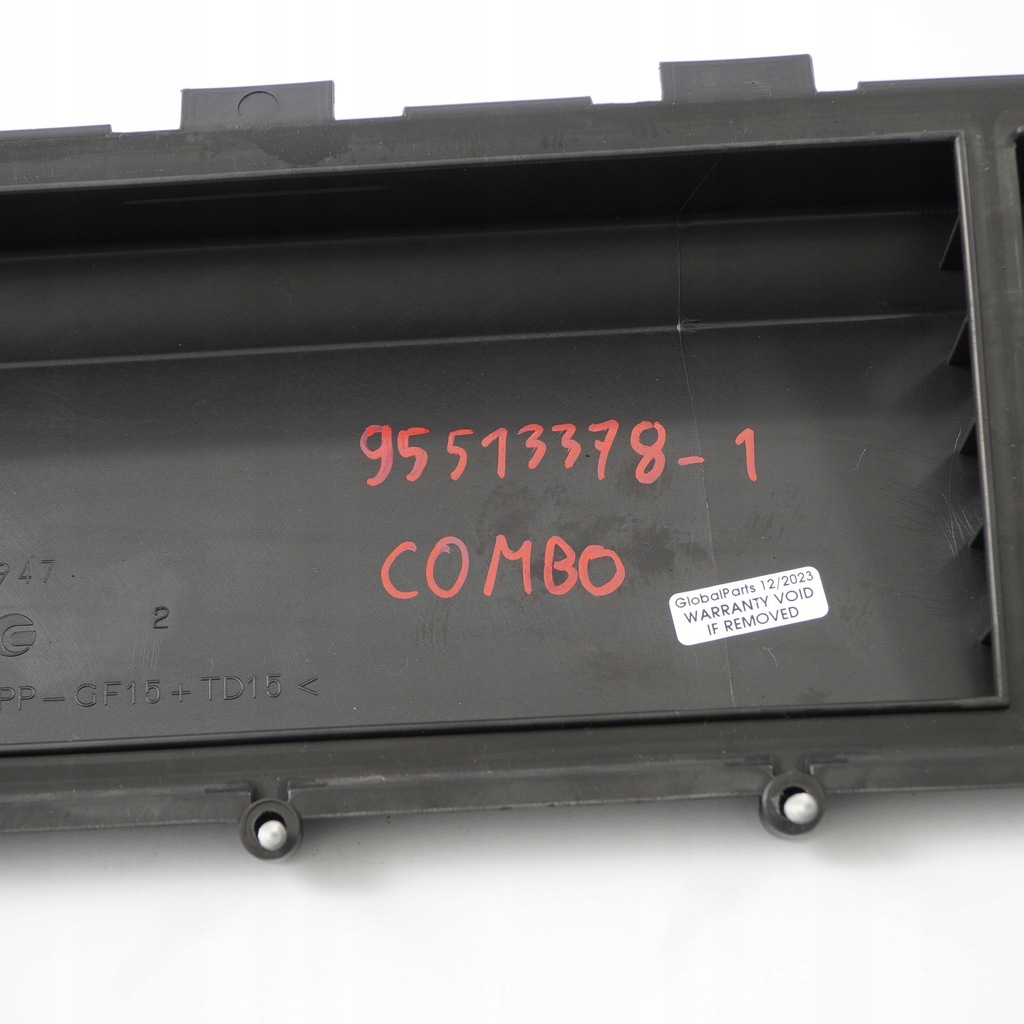 95513378-1
COMBO
GlobalParts 12/2023
WARRANTY VOID
IF REMOVED
947
2
PP-GF15+TD15<